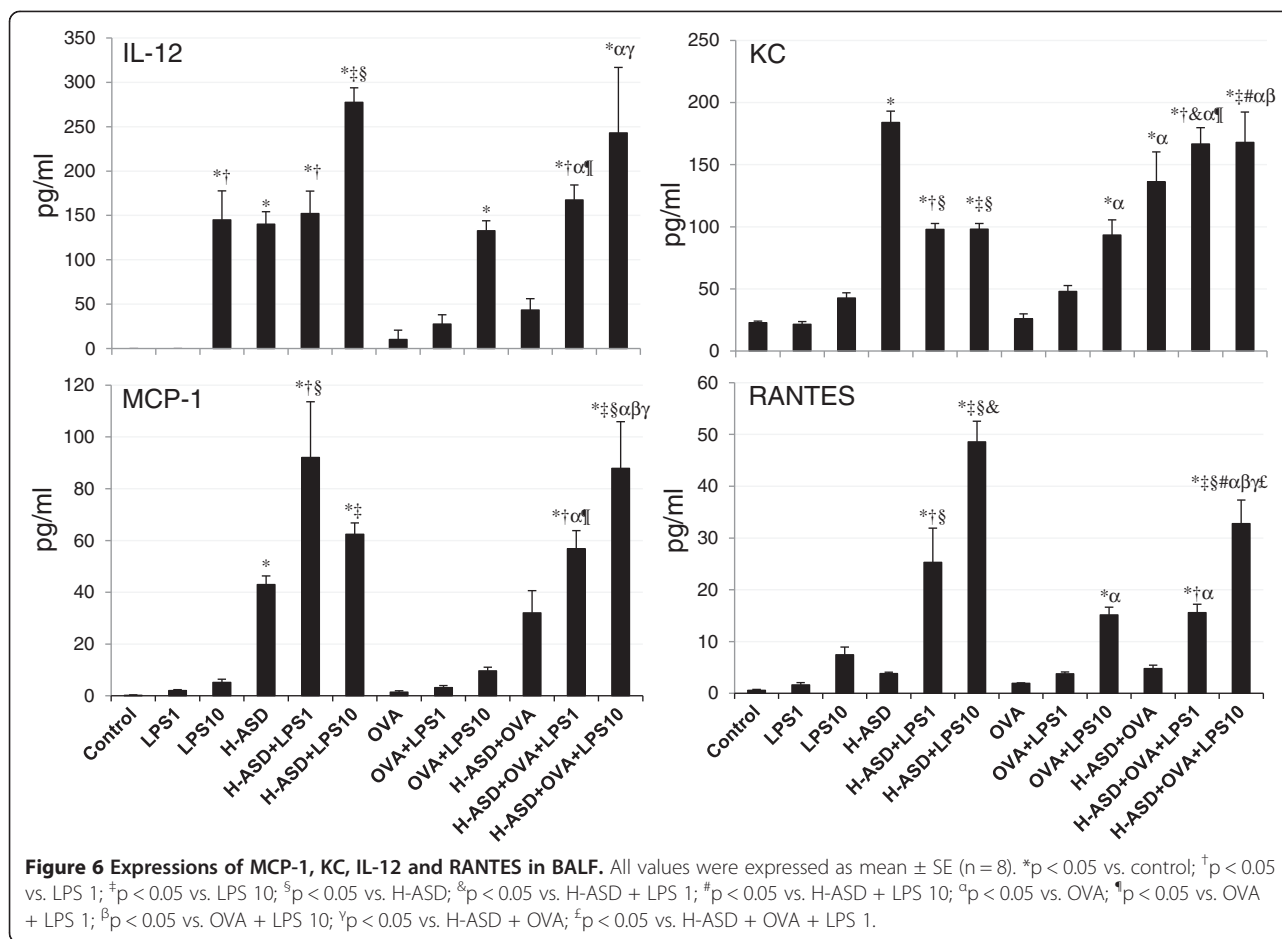 IL-12
pg/ml
350
300
250
200
150
100
50
0
*†
*
*†
*‡§
*
*†α¶
*αγ
KC
pg/ml
250
200
150
100
50
0
*
*†§
*‡§
*α
*α
*†&α¶
*‡#αβ
MCP-1
pg/ml
120
100
80
60
40
20
0
*
*†§
*‡
*†α¶
*‡§αβγ
Control
LPS1
LPS10
H-ASD
H-ASD+LPS1
H-ASD+LPS10
OVA
OVA+LPS1
OVA+LPS10
H-ASD+OVA
H-ASD+OVA+LPS1
H-ASD+OVA+LPS10
RANTES
pg/ml
60
50
40
30
20
10
0
*†§
*‡§&
*α
*†α
*‡§#αβγ£
Control
LPS1
LPS10
H-ASD
H-ASD+LPS1
H-ASD+LPS10
OVA
OVA+LPS1
OVA+LPS10
H-ASD+OVA
H-ASD+OVA+LPS1
H-ASD+OVA+LPS10
Figure 6 Expressions of MCP-1, KC, IL-12 and RANTES in BALF. All values were expressed as mean ± SE (n = 8). *p < 0.05 vs. control; †p < 0.05
vs. LPS 1; ‡p < 0.05 vs. LPS 10; §p < 0.05 vs. H-ASD; &p < 0.05 vs. H-ASD + LPS 1; #p < 0.05 vs. H-ASD + LPS 10; αp < 0.05 vs. OVA; ¶p < 0.05 vs. OVA
+ LPS 1; βp < 0.05 vs. OVA + LPS 10; γp < 0.05 vs. H-ASD + OVA; £p < 0.05 vs. H-ASD + OVA + LPS 1.